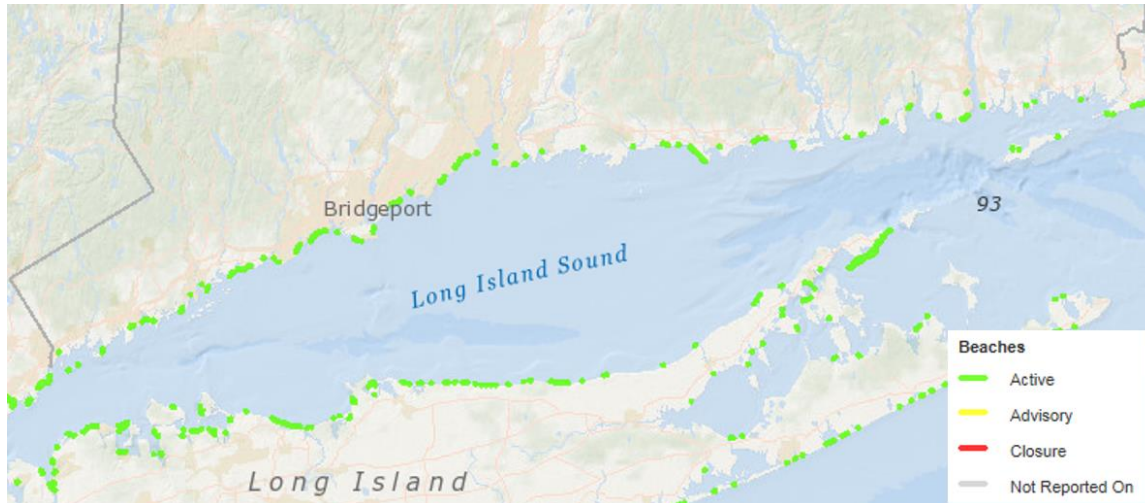 Bridgeport
93
Long Island Sound
Long Island
Beaches
Active
Advisory
Closure
Not Reported On